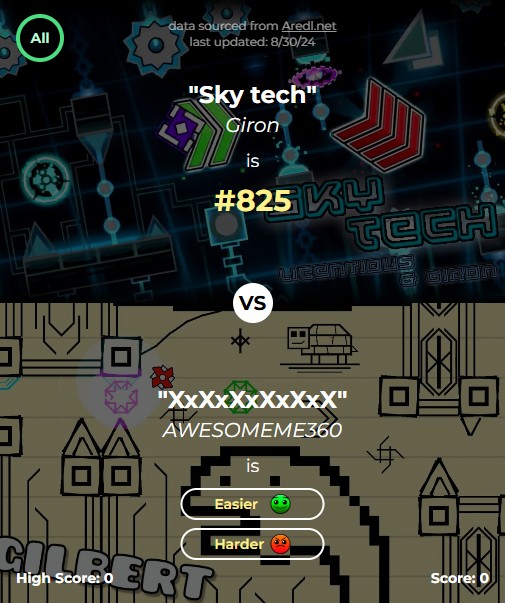 All
data sourced from Aredl.net
last updated: 8/30/24
"Sky tech"
Giron
is
#825
SKY
TECH
VICENTIOUS
& GIRON
VS
"XxXxXxXxXxX"
AWESOMEME360
is
Easier
Harder
GILBERT
High Score: 0
Score: 0